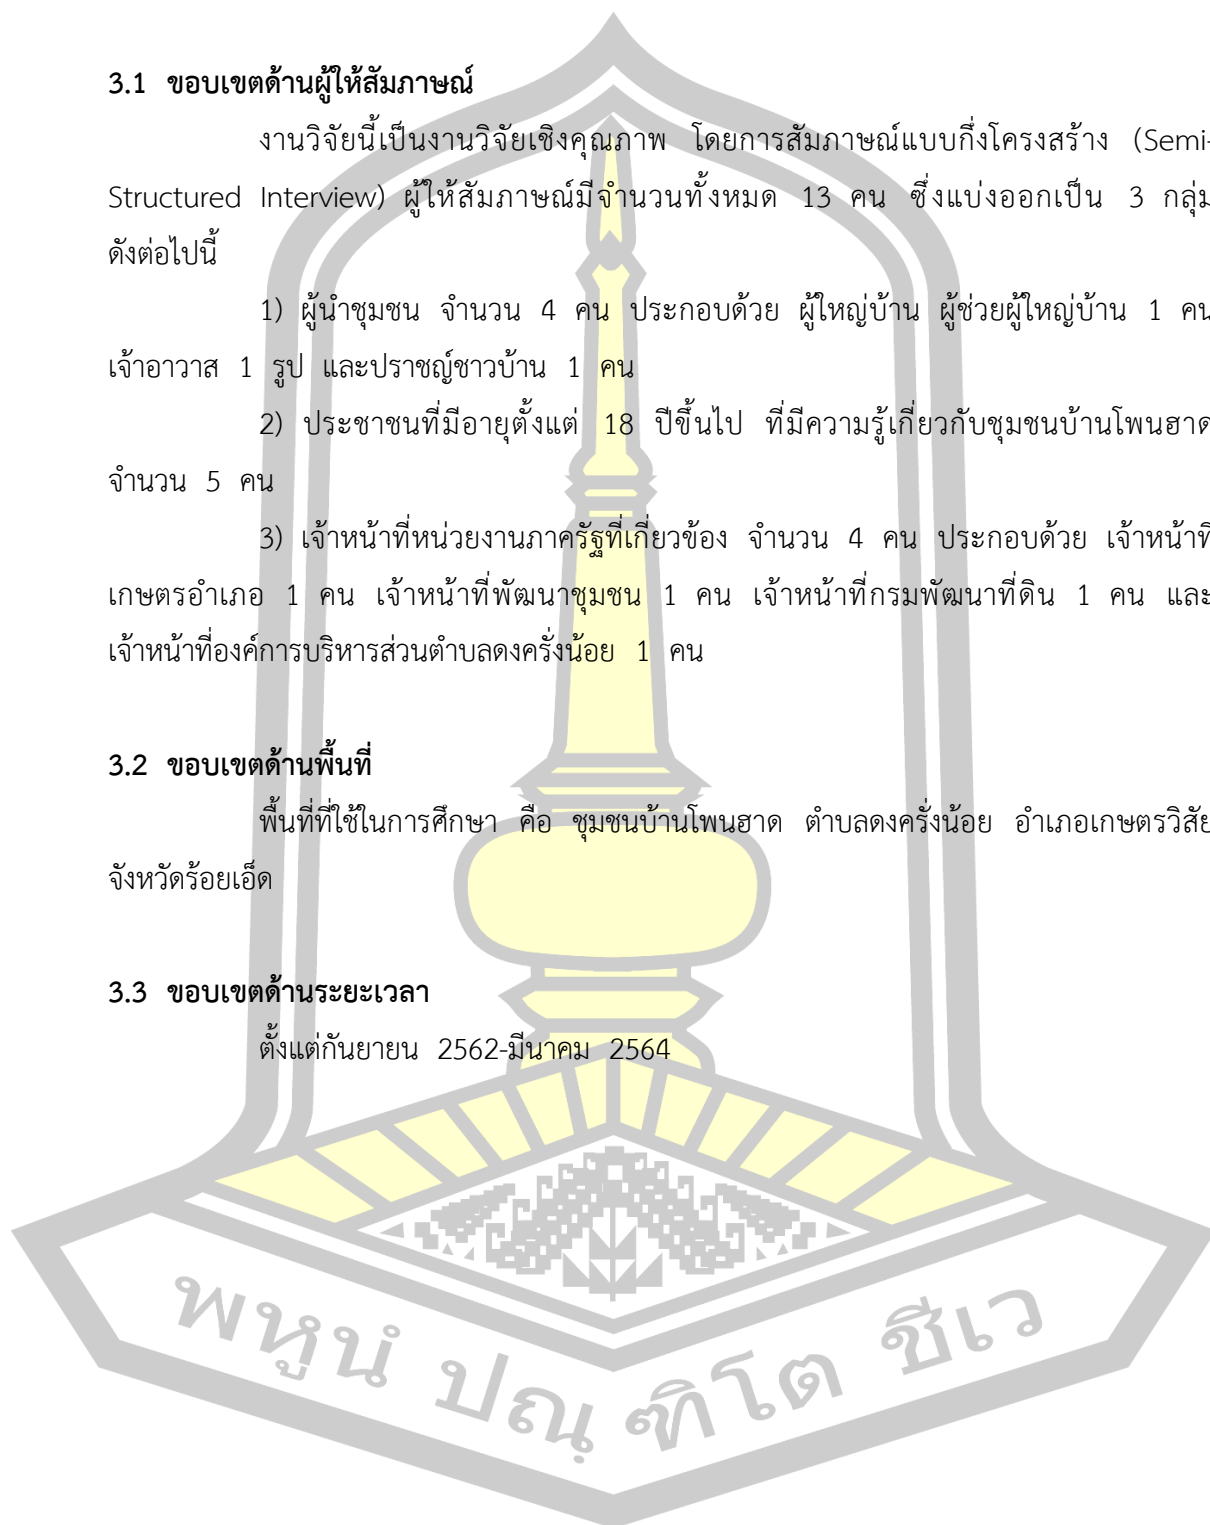 3.1 ขอบเขตด้านผู้ให้สัมภาษณ์
งานวิจัยนี้เป็นงานวิจัยเชิงคุณภาพ โดยการสัมภาษณ์แบบกึ่งโครงสร้าง (Semi-
Structured Interview) ผู้ให้สัมภาษณ์มีจำนวนทั้งหมด 13 คน ซึ่งแบ่งออกเป็น 3 กลุ่ม
ดังต่อไปนี้
1) ผู้นำชุมชน จำนวน 4 คน ประกอบด้วย ผู้ใหญ่บ้าน ผู้ช่วยผู้ใหญ่บ้าน 1 คน
เจ้าอาวาส 1 รูป และปราชญ์ชาวบ้าน 1 คน
2) ประชาชนที่มีอายุตั้งแต่ 18 ปีขึ้นไป ที่มีความรู้เกี่ยวกับชุมชนบ้านโพนฮาด
จำนวน 5 คน
3) เจ้าหน้าที่หน่วยงานภาครัฐที่เกี่ยวข้อง จำนวน 4 คน ประกอบด้วย เจ้าหน้าที่
เกษตรอำเภอ 1 คน เจ้าหน้าที่พัฒนาชุมชน 1 คน เจ้าหน้าที่กรมพัฒนาที่ดิน 1 คน และ
เจ้าหน้าที่องค์การบริหารส่วนตำบลดงครั่งน้อย 1 คน
3.2 ขอบเขตด้านพื้นที่
พื้นที่ที่ใช้ในการศึกษา คือ ชุมชนบ้านโพนฮาด ตำบลดงครั่งน้อย อำเภอเกษตรวิสัย
จังหวัดร้อยเอ็ด
3.3 ขอบเขตด้านระยะเวลา
ตั้งแต่กันยายน 2562-มีนาคม 2564
พหูนํ ปณฺ ฑิโต ชีเว